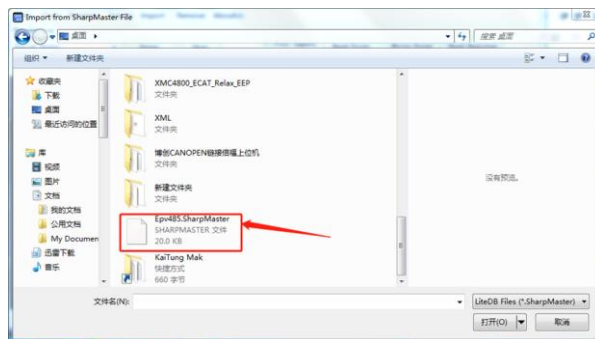 Import from SharpMaster File
桌面
搜索 桌面
组织
新建文件夹
收藏夹
下载
桌面
最近访问的位置
库
视频
图片
文档
我的文档
公用文档
My Documen
迅雷下载
音乐
XMC4800_ECAT_Relax_EEP
文件夹
XML
文件夹
博创CANOPEN链接倍福上位机
文件夹
新建文件夹
文件夹
Epv485.SharpMaster
SHARPMASTER 文件
20.0 KB
KaiTung Mak
快捷方式
660 字节
没有预览。
文件名(N):
LiteDB Files (*.SharpMaster)
打开(O)
取消